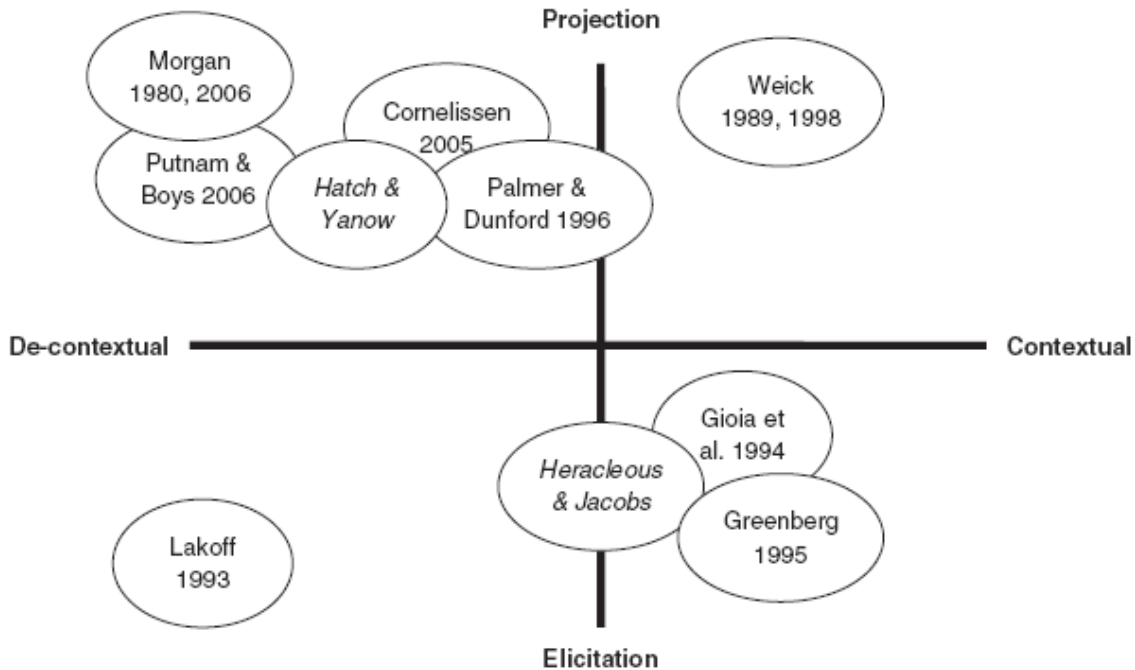 Projection
Morgan
1980, 2006
Weick
1989, 1998
Cornelissen
2005
Putnam &
Boys 2006
Hatch &
Yanow
Palmer &
Dunford 1996
De-contextual
Contextual
Gioia et
al. 1994
Heracleous
& Jacobs
Greenberg
1995
Lakoff
1993
Elicitation